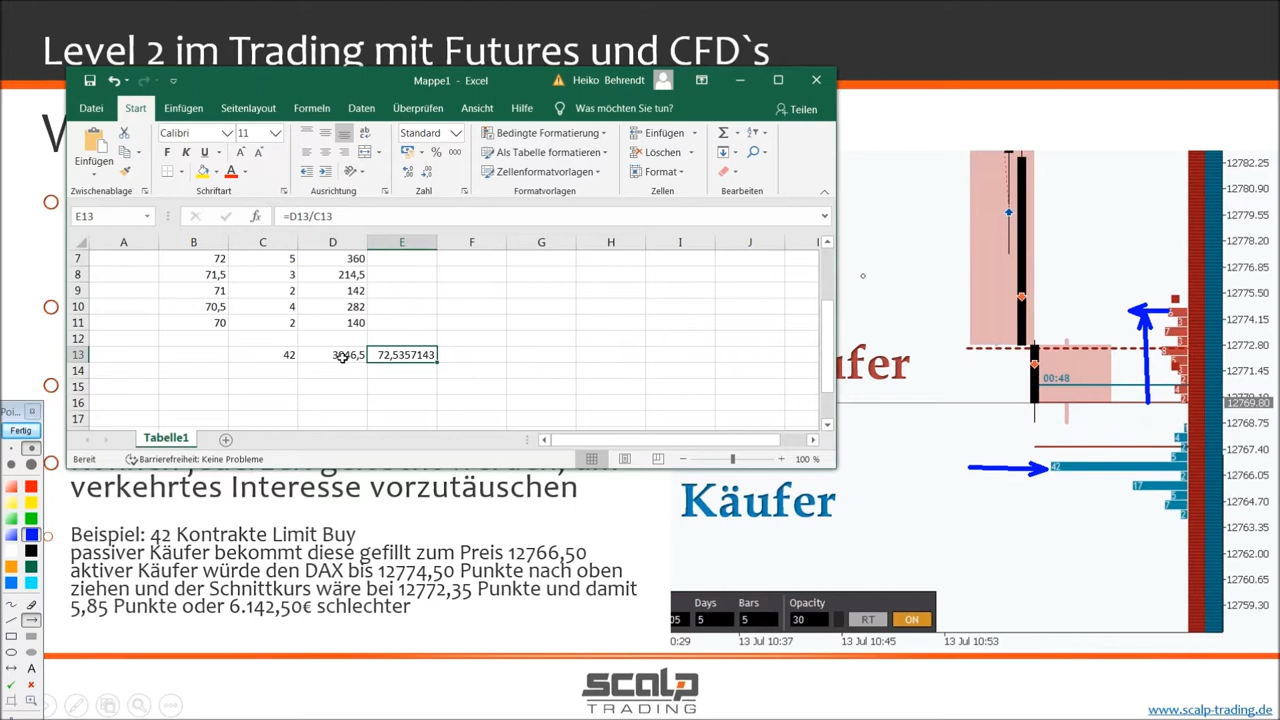 Level 2 im Trading mit Futures und CFD`s
Mappe1 - Excel
Heiko Behrendt
Datei Start Einfügen Seitenlayout Formeln Daten Überprüfen Ansicht Hilfe Was möchten Sie tun? Teilen
Einfügen
Calibri 11
F K U
A A
Standard
% 000
Bedingte Formatierung
Als Tabelle formatieren
Zellenformatvorlagen
Einfügen
Löschen
Format
Zwischenablage Schriftart Ausrichtung Zahl Formatvorlagen Zellen Bearbeiten
E13 fx =D13/C13
A B C D E F G H I J
7 72 5 360
8 71,5 3 214,5
9 71 2 142
10 70,5 4 282
11 70 2 140
12
13 42 72,5357143
14
15
16
17
Tabelle1
Bereit Barrierefreiheit: Keine Probleme 100 %
verkehrtes Interesse vorzutäuschen
Beispiel: 42 Kontrakte Limit Buy
passiver Käufer bekommt diese gefillt zum Preis 12766,50
aktiver Käufer würde den DAX bis 12774,50 Punkte nach oben
ziehen und der Schnittkurs wäre bei 12772,35 Punkte und damit
5,85 Punkte oder 6.142,50€ schlechter
Fertig
A
Käufer
00:48
42
17
12782.25
12780.90
12779.55
12778.20
12776.85
12775.50
12774.15
12772.80
12771.45
12769.80
12768.75
12767.40
12766.05
12764.70
12763.35
12762.00
12760.65
12759.30
Days Bars Opacity
5 5 30 RT ON
13 Jul 10:37 13 Jul 10:45 13 Jul 10:53
SCALP
TRADING
www.scalp-trading.de